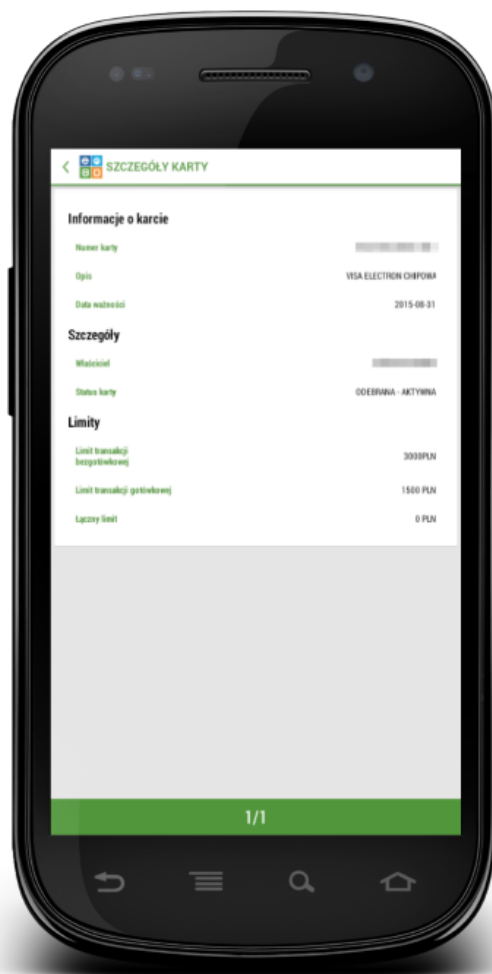 SZCZEGÓŁY KARTY
Informacje o karcie
Numer karty
Opis VISA ELECTRON CHIPOWA
Data ważności 2015-08-31
Szczegóły
Właściciel
Status karty ODEBRANA - AKTYWNA
Limity
Limit transakcji
bezgotówkowej 3000PLN
Limit transakcji gotówkowej 1500 PLN
Łączny limit 0 PLN
1/1